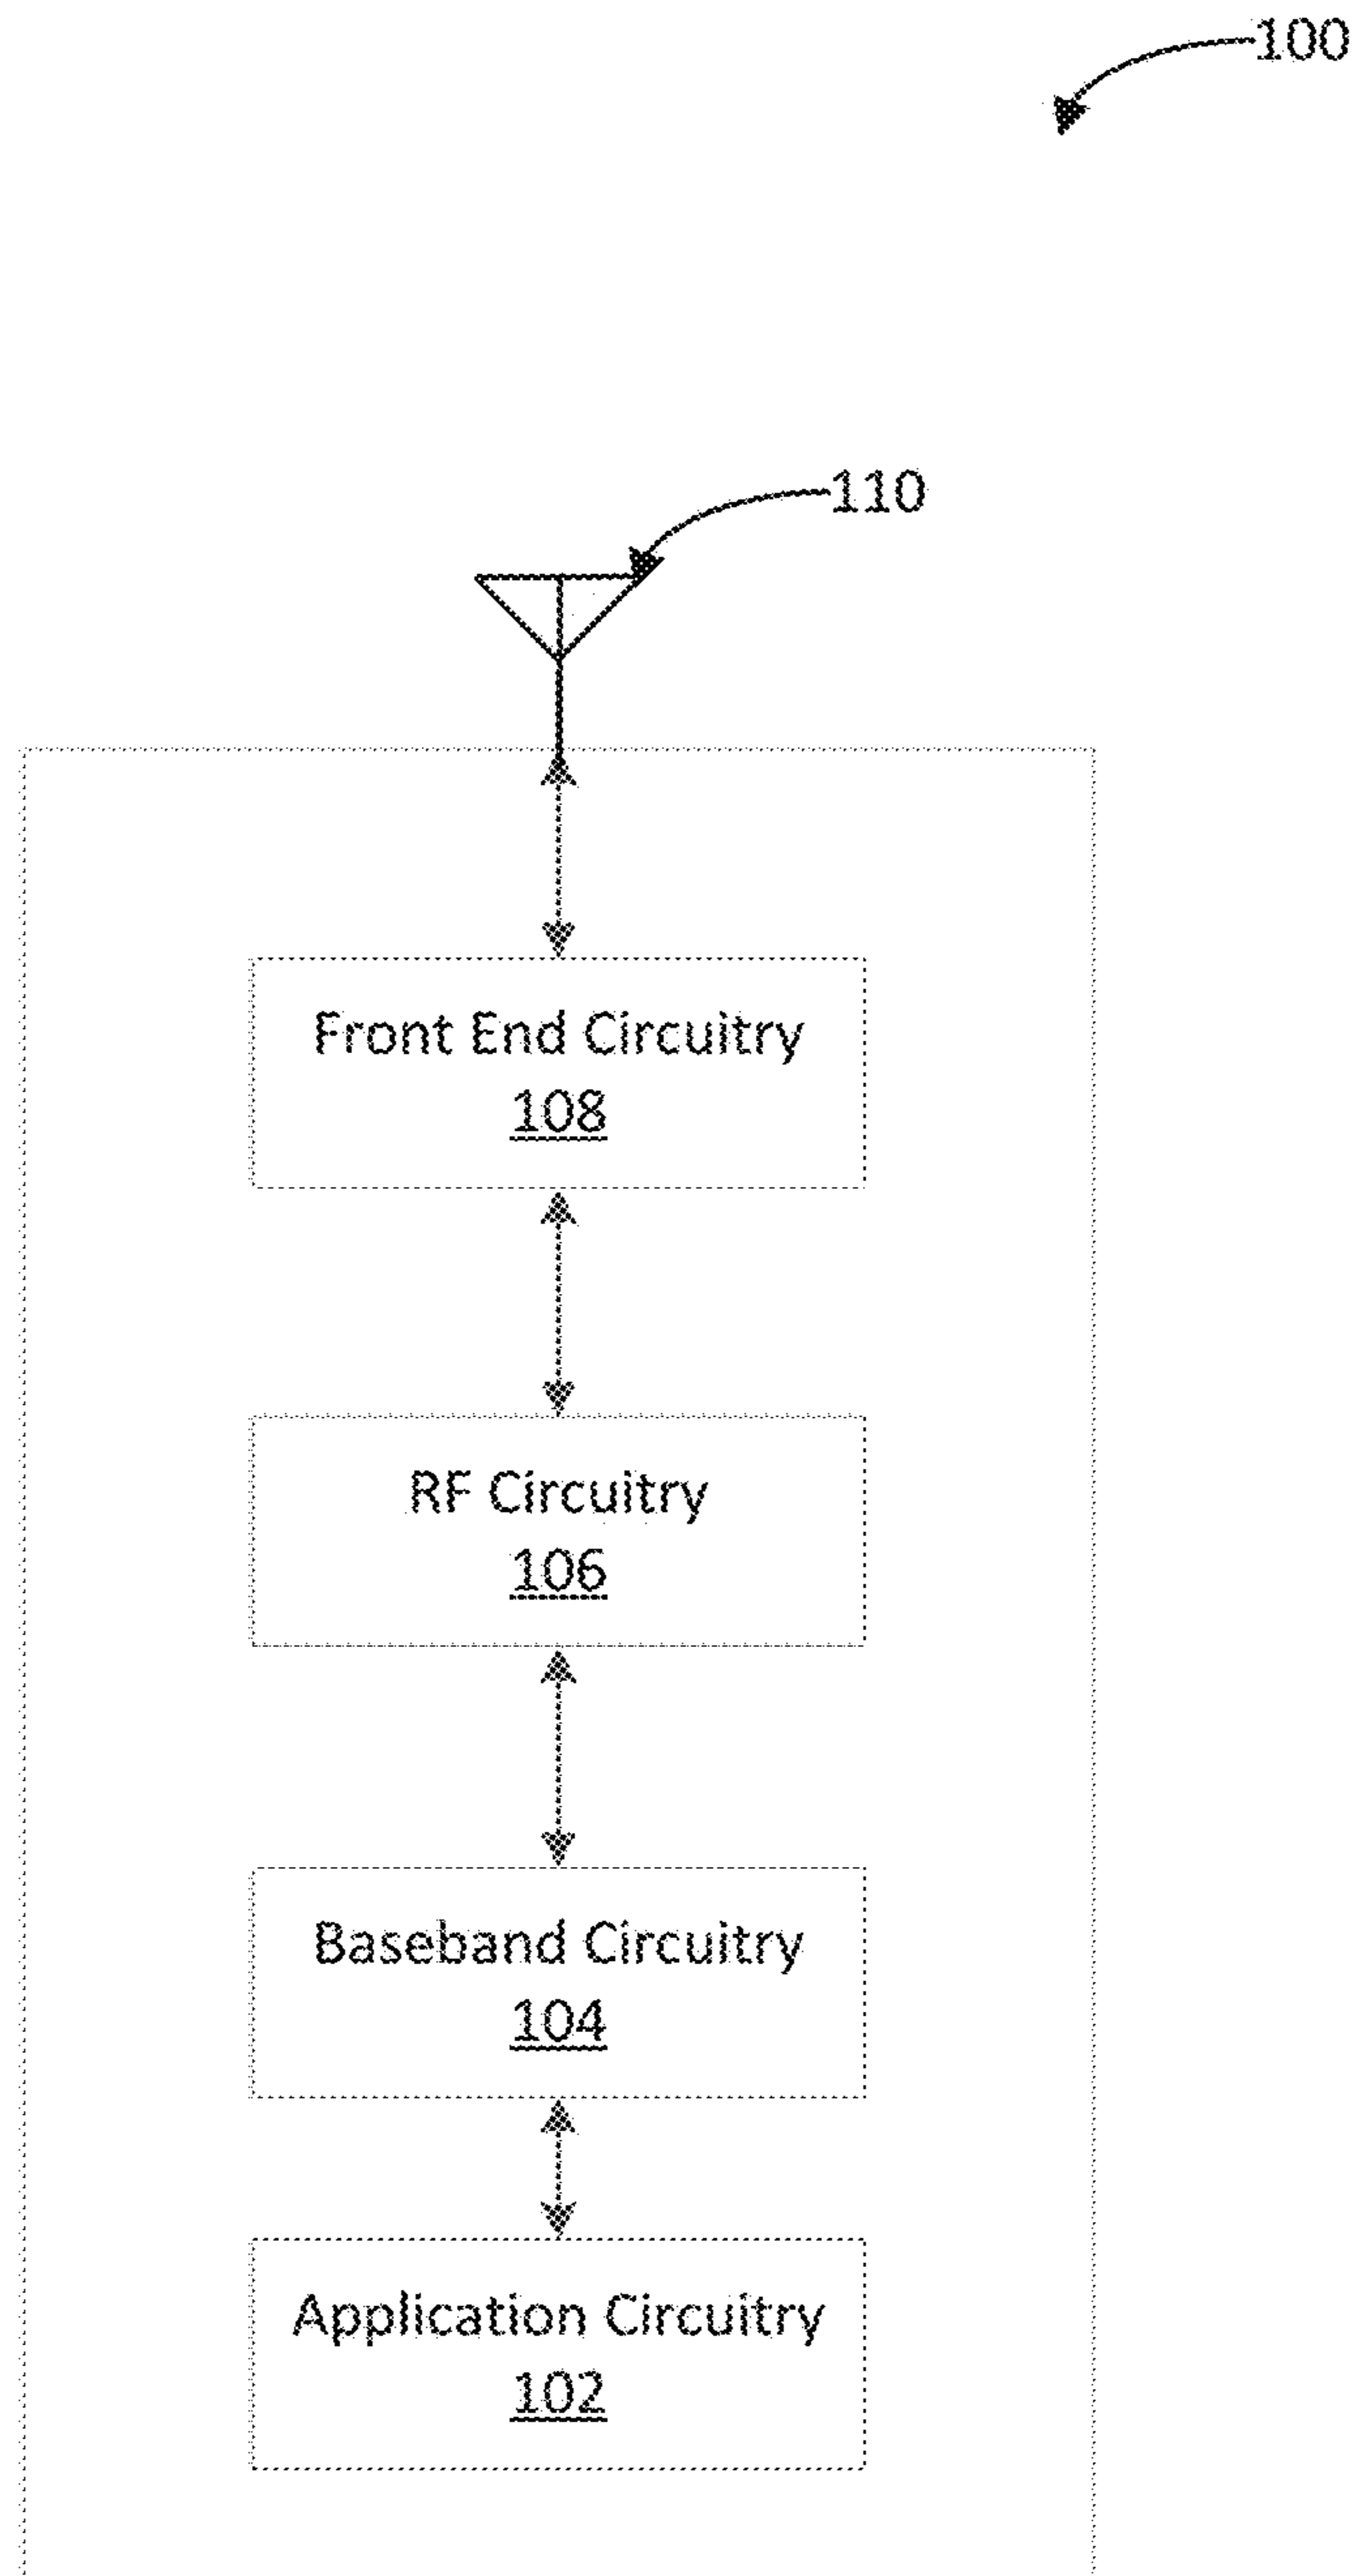 100
110
Front End Circuitry
108
RF Circuitry
106
Baseband Circuitry
104
Application Circuitry
102